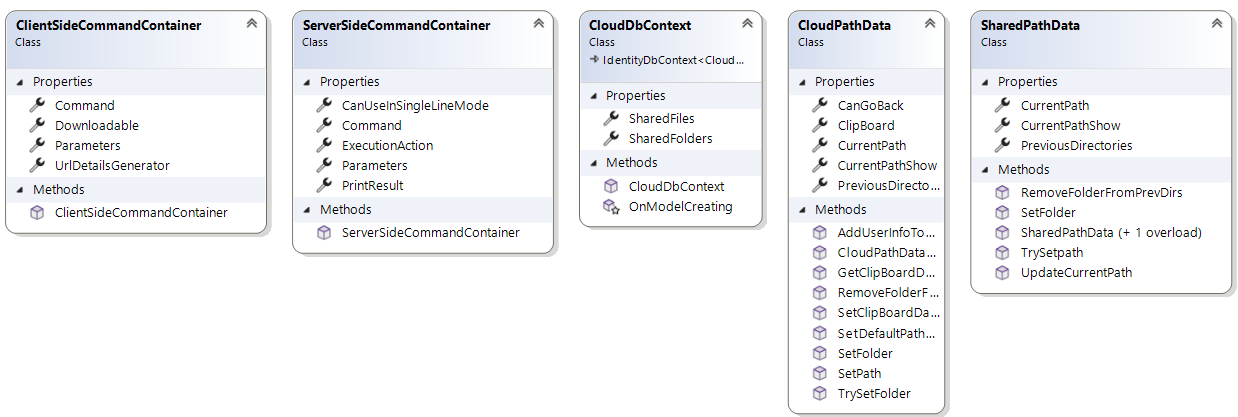 ClientSideCommandContainer
Class
Properties
Command
Downloadable
Parameters
UrlDetailsGenerator
Methods
ClientSideCommandContainer
ServerSideCommandContainer
Class
Properties
CanUseInSingleLineMode
Command
ExecutionAction
Parameters
PrintResult
Methods
ServerSideCommandContainer
CloudDbContext
Class
IdentityDbContext<Cloud...
Properties
SharedFiles
SharedFolders
Methods
CloudDbContext
OnModelCreating
CloudPathData
Class
Properties
CanGoBack
ClipBoard
CurrentPath
CurrentPathShow
PreviousDirecto...
Methods
AddUserInfoTo...
CloudPathData...
GetClipBoardD...
RemoveFolderF...
SetClipBoardDa...
SetDefaultPath...
SetFolder
SetPath
TrySetFolder
SharedPathData
Class
Properties
CurrentPath
CurrentPathShow
PreviousDirectories
Methods
RemoveFolderFromPrevDirs
SetFolder
SharedPathData (+ 1 overload)
TrySetpath
UpdateCurrentPath